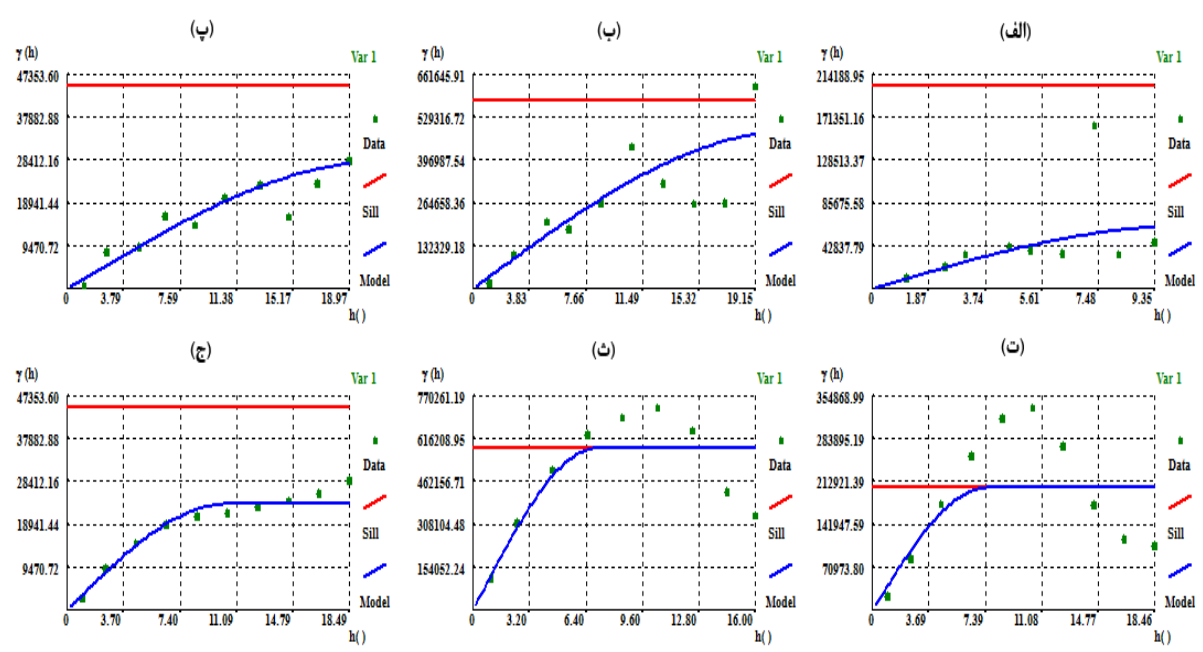 (پ)
γ (h)
Var 1
47353.60
37882.88
28412.16
18941.44
9470.72
Data
Sill
Model
0 3.79 7.59 11.38 15.17 18.97
h( )
(ب)
γ (h)
Var 1
661645.91
529316.72
396987.54
264658.36
132329.18
Data
Sill
Model
0 3.83 7.66 11.49 15.32 19.15
h( )
(الف)
γ (h)
Var 1
214188.95
171351.16
128513.37
85675.58
42837.79
Data
Sill
Model
0 1.87 3.74 5.61 7.48 9.35
h( )
(ج)
γ (h)
Var 1
47353.60
37882.88
28412.16
18941.44
9470.72
Data
Sill
Model
0 3.70 7.40 11.09 14.79 18.49
h( )
(ث)
γ (h)
Var 1
770261.19
616208.95
462156.71
308104.48
154052.24
Data
Sill
Model
0 3.20 6.40 9.60 12.80 16.00
h( )
(ت)
γ (h)
Var 1
354868.99
283895.19
212921.39
141947.59
70973.80
Data
Sill
Model
0 3.69 7.39 11.08 14.77 18.46
h( )